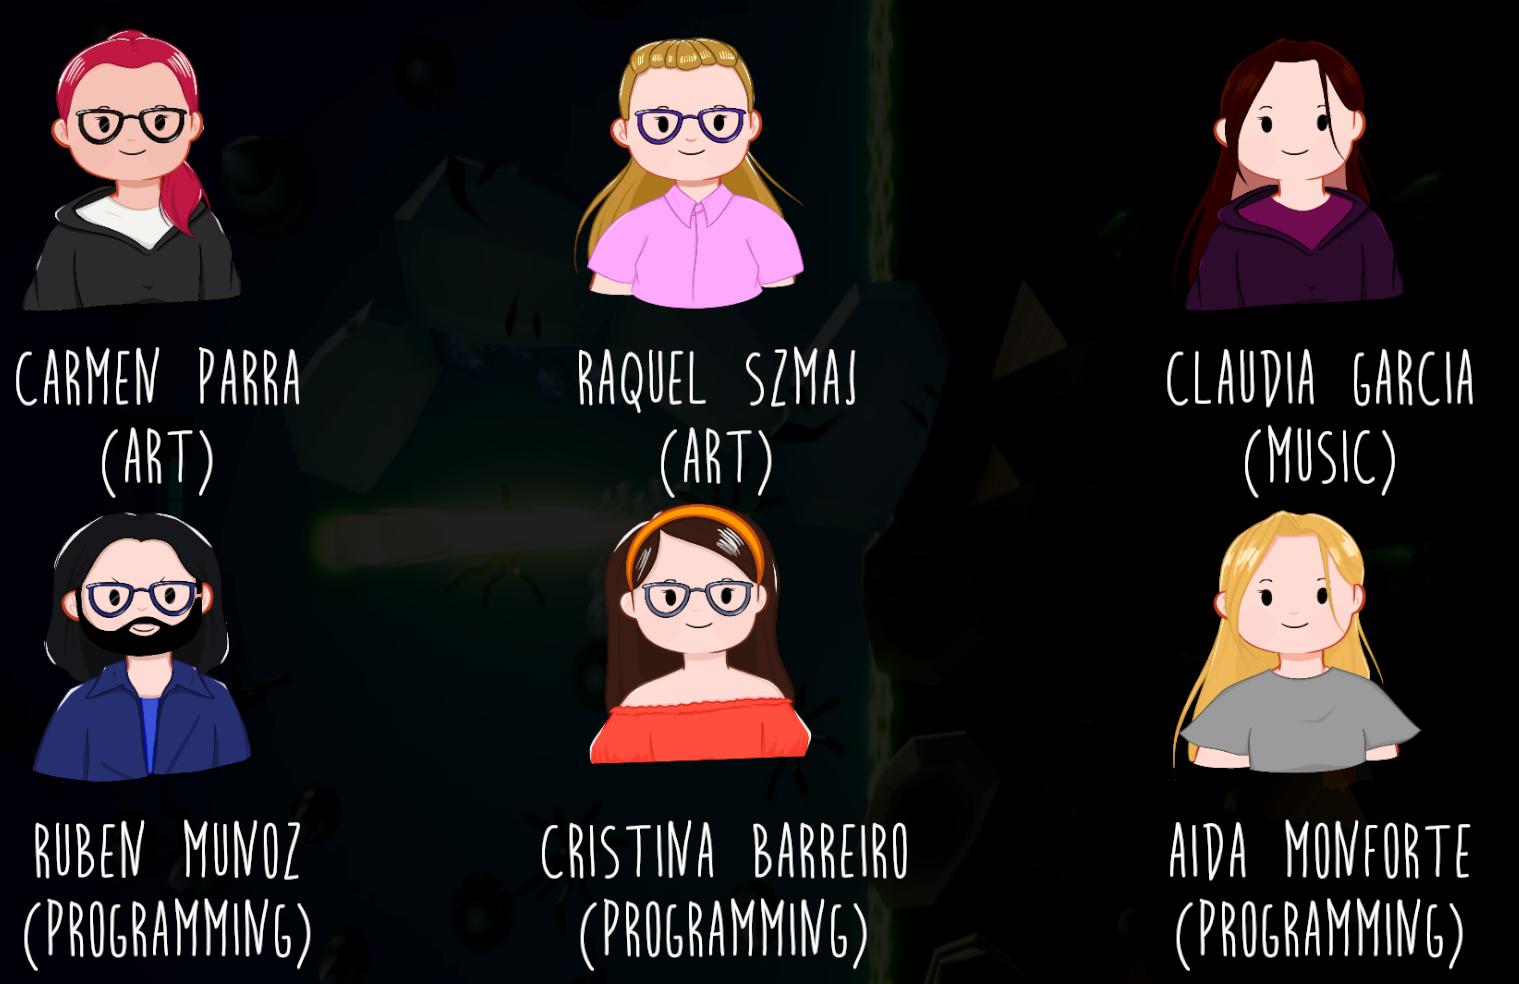 CARMEN PARRA
(ART)
RAQUEL SZMAJ
(ART)
CLAUDIA GARCIA
(MUSIC)
RUBEN MUNOZ
(PROGRAMMING)
CRISTINA BARREIRO
(PROGRAMMING)
AIDA MONFORTE
(PROGRAMMING)